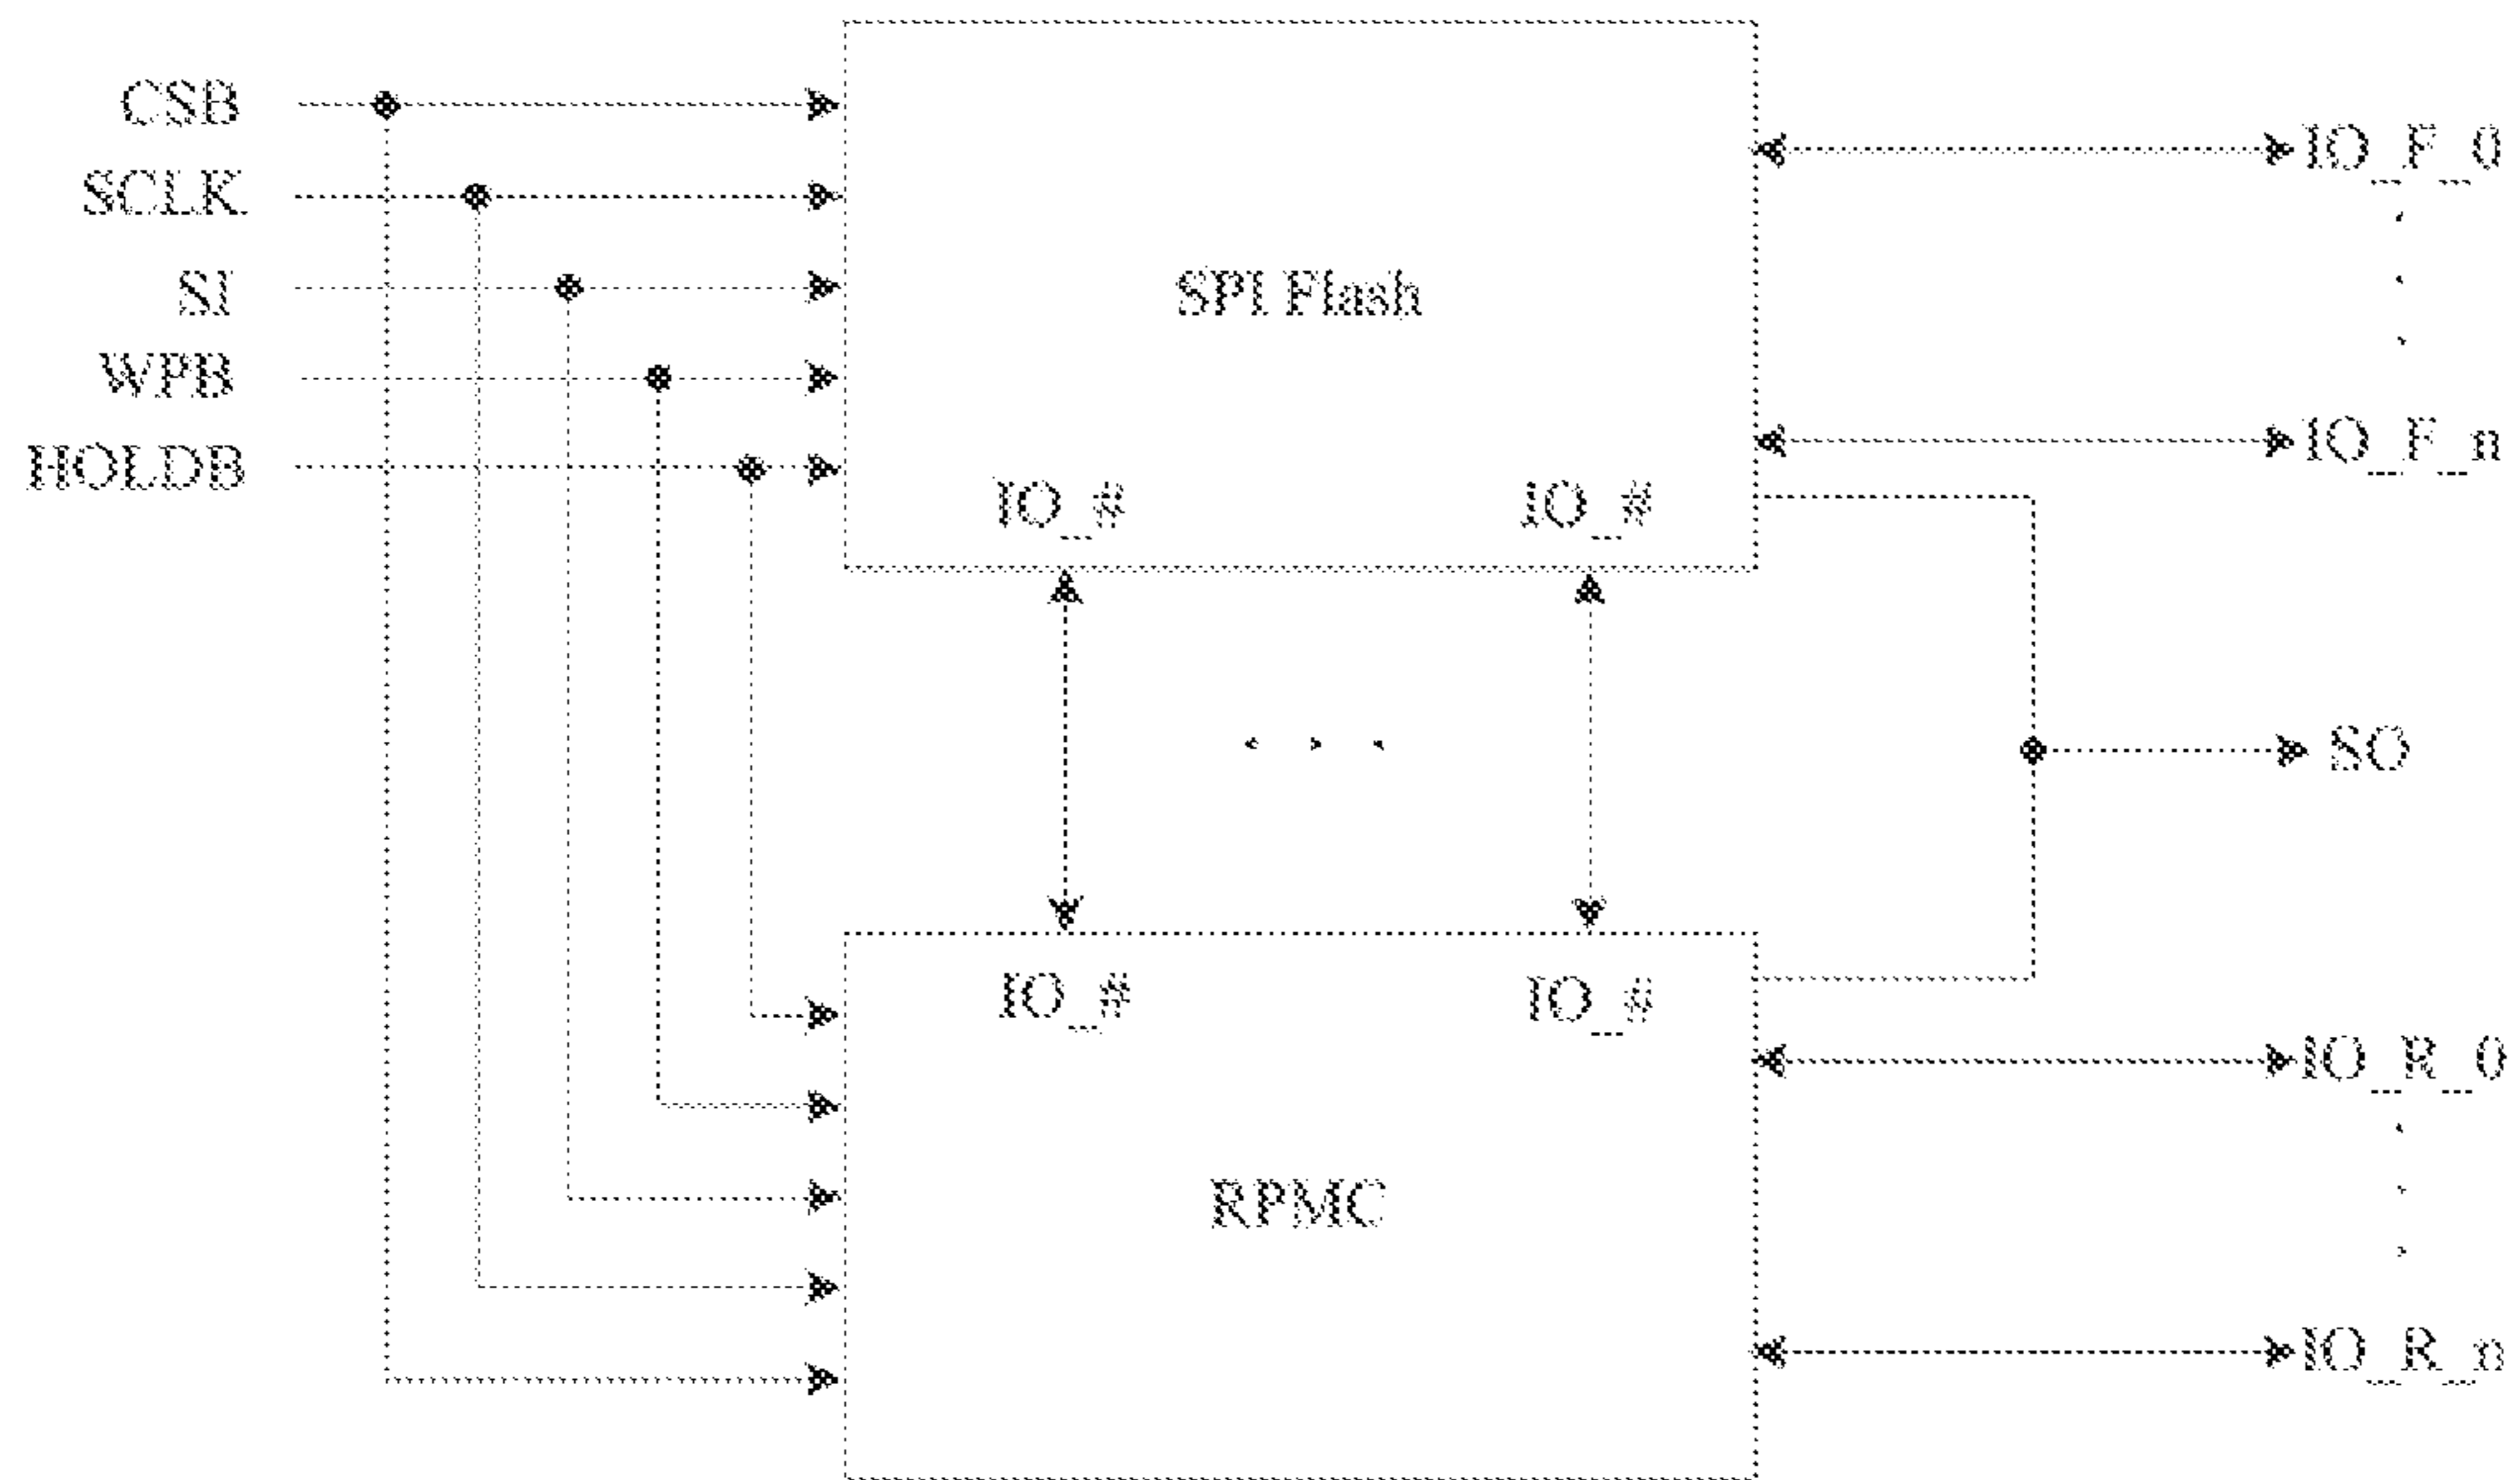 CSB
SCLK
SI
WPB
HOLDB
SPI Flash
IO_F_0
IO_F_n
IO_# IO_#
SO
IO_# IO_#
RPMC
IO_R_0
IO_R_n